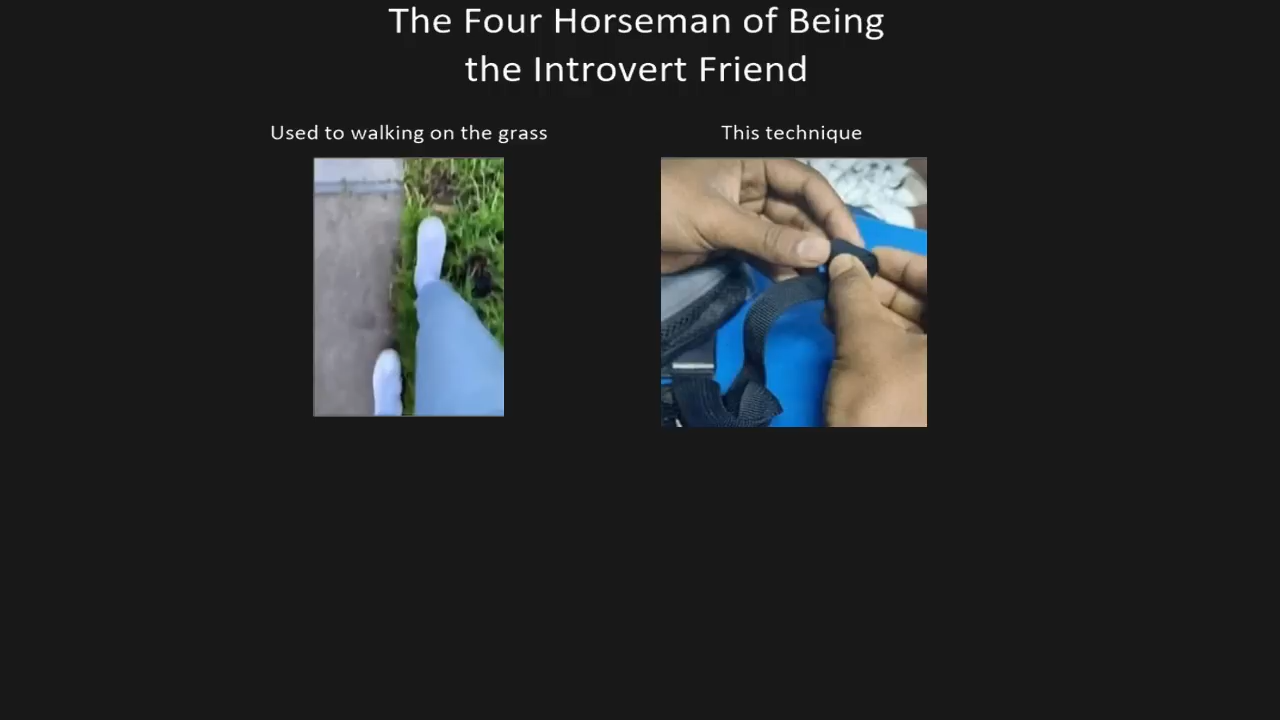 The Four Horseman of Being
the Introvert Friend
Used to walking on the grass
This technique